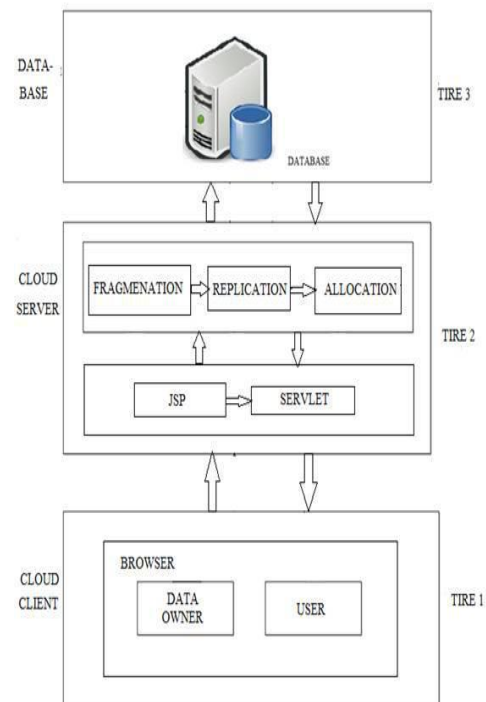 DATA-
BASE
TIRE 3
DATABASE
CLOUD
SERVER
TIRE 2
FRAGMENATION
REPLICATION
ALLOCATION
JSP
SERVLET
CLOUD
CLIENT
TIRE 1
BROWSER
DATA
OWNER
USER